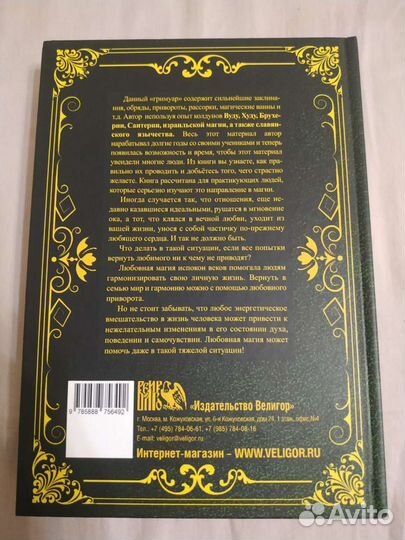 Данный «гримуар» содержит сильнейшие заклина-
ния, обряды, привороты, рассорки, магические ванны и
т.д. Автор используя опыт колдунов Вуду, Худу, Брухе-
рии, Сантерии, израильской магии, а также славян-
ского язычества. Весь этот материал автор
нарабатывал долгие годы со своими учениками и теперь
появилась возможность и время, чтобы этот материал
увидели многие люди. Из книги вы узнаете, как пра-
вильно их проводить и добьётесь того, чего страстно
желаете. Книга рассчитана для практикующих людей,
которые серьезно изучают это направление в магии.
Иногда случается так, что отношения, еще не-
давно казавшиеся идеальными, рушатся в мгновение
ока, а тот, что клялся в вечной любви, уходит из
вашей жизни, унося с собой частичку по-прежнему
любящего сердца. И так не должно быть.
Что делать в такой ситуации, если все попытки
вернуть любимого ни к чему не приводят?
Любовная магия испокон веков помогала людям
гармонизировать свою личную жизнь. Вернуть в
семью мир и гармонию можно с помощью любовного
приворота.
Но не стоит забывать, что любое энергетическое
вмешательство в жизнь человека может привести к
нежелательным изменениям в его состоянии духа,
поведении и самочувствии. Любовная магия может
помочь даже в такой тяжелой ситуации!
9 785888 756492
«Издательство Велигор»
г. Москва, м. Кожуховская, ул. 6-я Кожуховская, дом 24, 1 этаж, офис №4
Тел.: +7 (495) 784-06-61, +7 (985) 784-06-16
E-mail: veligor@veligor.ru
Интернет-магазин - WWW.VELIGOR.RU
Avito